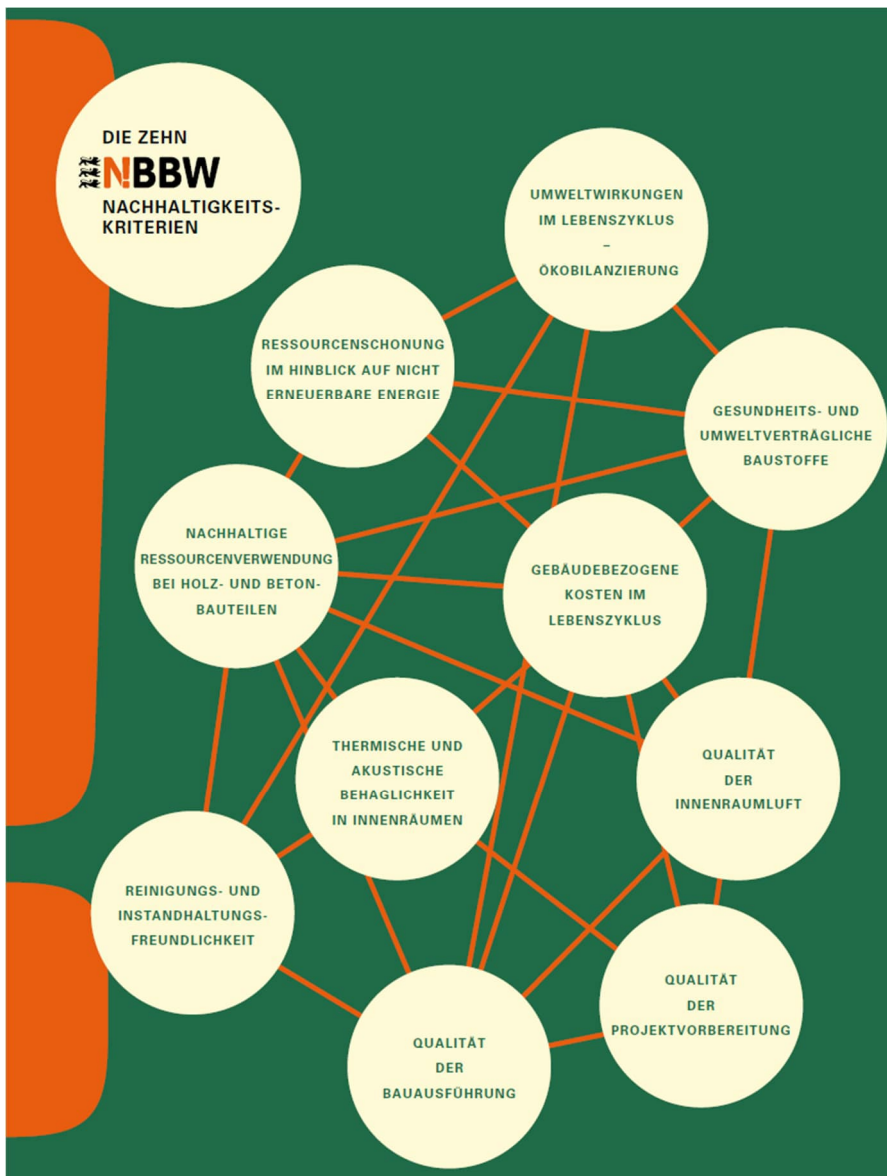 DIE ZEHN
N!BBW
NACHHALTIGKEITS-
KRITERIEN
UMWELTWIRKUNGEN
IM LEBENSZYKLUS
–
ÖKOBILANZIERUNG
RESSOURCENSCHONUNG
IM HINBLICK AUF NICHT
ERNEUERBARE ENERGIE
GESUNDHEITS- UND
UMWELTVERTRÄGLICHE
BAUSTOFFE
NACHHALTIGE
RESSOURCENVERWENDUNG
BEI HOLZ- UND BETON-
BAUTEILEN
GEBÄUDEBEZOGENE
KOSTEN IM
LEBENSZYKLUS
THERMISCHE UND
AKUSTISCHE
BEHAGLICHKEIT
IN INNENRÄUMEN
QUALITÄT
DER
INNENRAUMLUFT
REINIGUNGS- UND
INSTANDHALTUNGS-
FREUNDLICHKEIT
QUALITÄT
DER
PROJEKTVORBEREITUNG
QUALITÄT
DER
BAUAUSFÜHRUNG